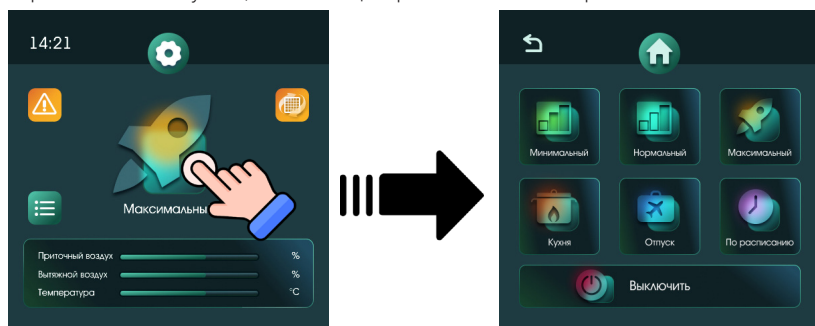 14:21
Максимальны
Приточный воздух %
Вытяжной воздух %
Температура °C
Минимальный Нормальный Максимальный
Кухня Отпуск По расписанию
Выключить